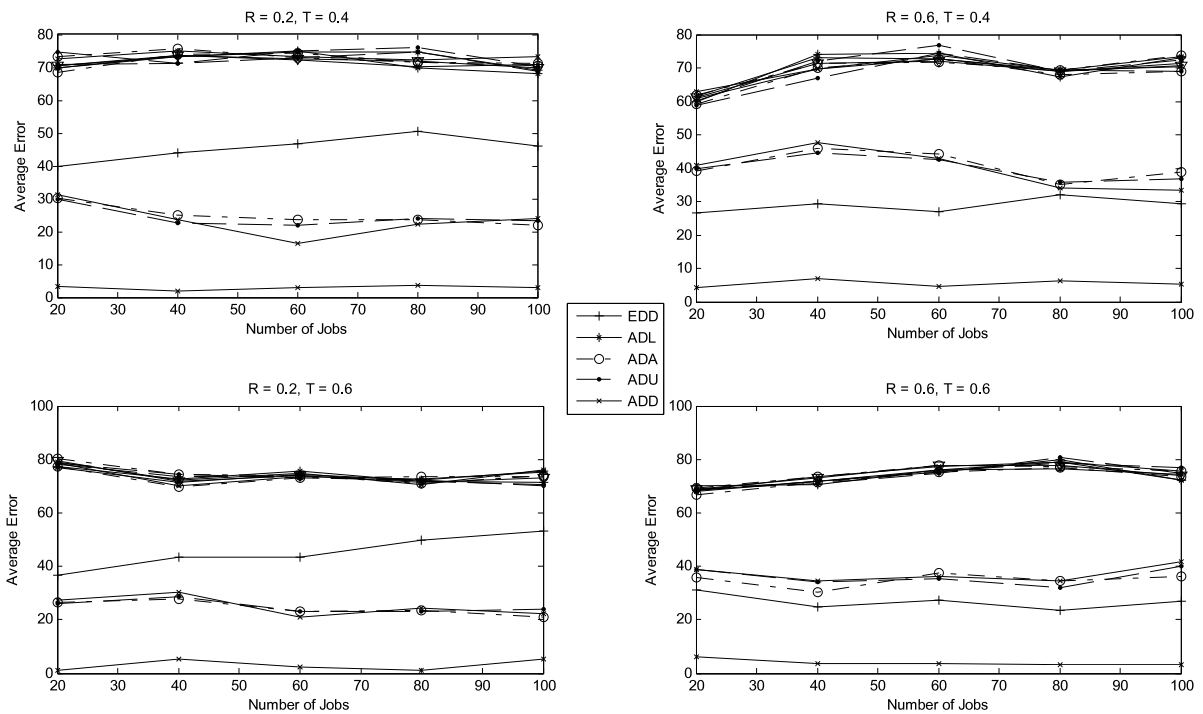 R = 0.2, T = 0.4
80
70
60
50
40
30
20
10
0
Average Error
20 30 40 50 60 70 80 90 100
Number of Jobs
R = 0.6, T = 0.4
80
70
60
50
40
30
20
10
0
Average Error
20 30 40 50 60 70 80 90 100
Number of Jobs
EDD
ADL
ADA
ADU
ADD
R = 0.2, T = 0.6
100
80
60
40
20
0
Average Error
20 30 40 50 60 70 80 90 100
Number of Jobs
R = 0.6, T = 0.6
100
80
60
40
20
0
Average Error
20 30 40 50 60 70 80 90 100
Number of Jobs